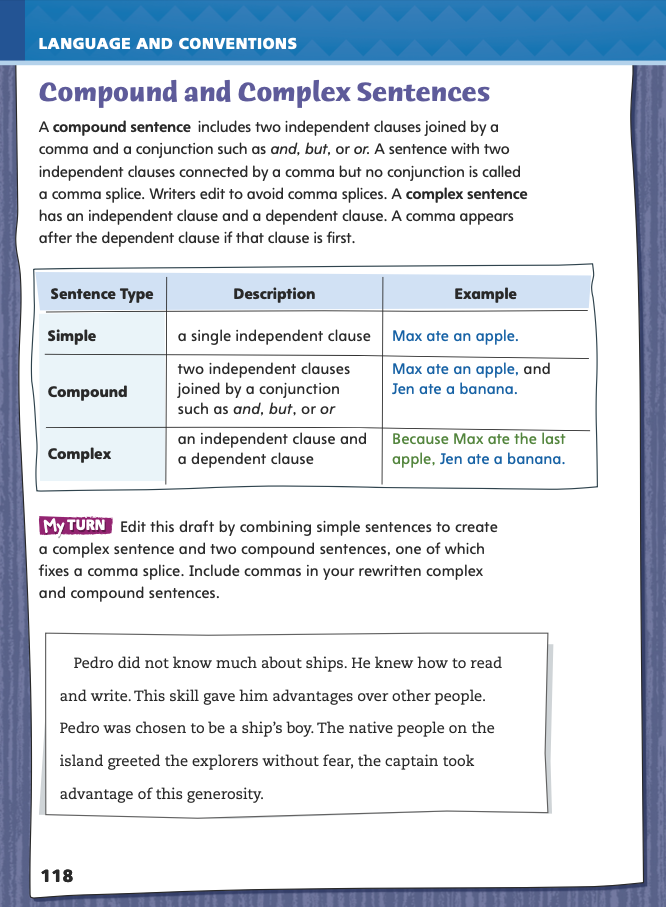 LANGUAGE AND CONVENTIONS
Compound and Complex Sentences
A compound sentence includes two independent clauses joined by a
comma and a conjunction such as and, but, or or. A sentence with two
independent clauses connected by a comma but no conjunction is called
a comma splice. Writers edit to avoid comma splices. A complex sentence
has an independent clause and a dependent clause. A comma appears
after the dependent clause if that clause is first.
Sentence Type Description Example
Simple a single independent clause Max ate an apple.
Compound
two independent clauses
joined by a conjunction
such as and, but, or or
Max ate an apple, and
Jen ate a banana.
Complex
an independent clause and
a dependent clause
Because Max ate the last
apple, Jen ate a banana.
My TURN Edit this draft by combining simple sentences to create
a complex sentence and two compound sentences, one of which
fixes a comma splice. Include commas in your rewritten complex
and compound sentences.
Pedro did not know much about ships. He knew how to read
and write. This skill gave him advantages over other people.
Pedro was chosen to be a ship's boy. The native people on the
island greeted the explorers without fear, the captain took
advantage of this generosity.
118